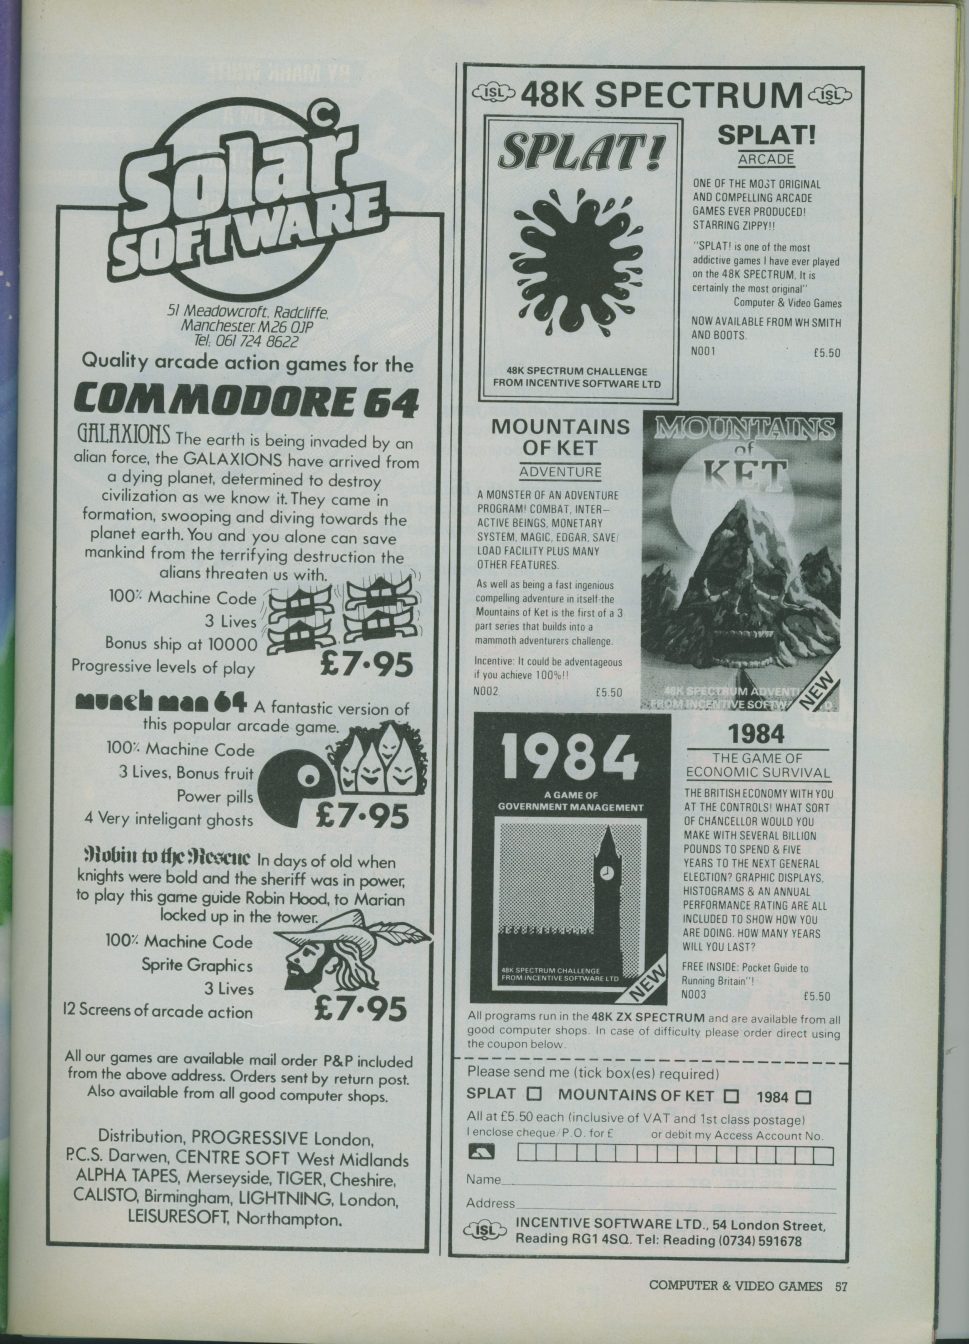 Solar ©
SOFTWARE
51 Meadowcroft, Radcliffe,
Manchester M26 0JP
Tel: 061 724 8622
Quality arcade action games for the
COMMODORE 64
GALAXIONS The earth is being invaded by an
alian force, the GALAXIONS have arrived from
a dying planet, determined to destroy
civilization as we know it. They came in
formation, swooping and diving towards the
planet earth. You and you alone can save
mankind from the terrifying destruction the
alians threaten us with.
100% Machine Code
3 Lives
Bonus ship at 10000
Progressive levels of play
£7·95
munch man 64 A fantastic version of
this popular arcade game.
100% Machine Code
3 Lives, Bonus fruit
Power pills
4 Very inteligant ghosts
£7·95
Robin to the Rescue In days of old when
knights were bold and the sheriff was in power,
to play this game guide Robin Hood, to Marian
locked up in the tower.
100% Machine Code
Sprite Graphics
3 Lives
12 Screens of arcade action
£7·95
All our games are available mail order P&P included
from the above address. Orders sent by return post.
Also available from all good computer shops.
Distribution, PROGRESSIVE London,
P.C.S. Darwen, CENTRE SOFT West Midlands
ALPHA TAPES, Merseyside, TIGER, Cheshire,
CALISTO, Birmingham, LIGHTNING, London,
LEISURESOFT, Northampton.
ISL 48K SPECTRUM ISL
SPLAT!
48K SPECTRUM CHALLENGE
FROM INCENTIVE SOFTWARE LTD
SPLAT!
ARCADE
ONE OF THE MOST ORIGINAL
AND COMPELLING ARCADE
GAMES EVER PRODUCED!
STARRING ZIPPY!!
"SPLAT! is one of the most
addictive games I have ever played
on the 48K SPECTRUM, It is
certainly the most original"
Computer & Video Games
NOW AVAILABLE FROM WH SMITH
AND BOOTS.
N001 £5.50
MOUNTAINS
OF KET
ADVENTURE
A MONSTER OF AN ADVENTURE
PROGRAM! COMBAT, INTER–
ACTIVE BEINGS, MONETARY
SYSTEM, MAGIC, EDGAR, SAVE/
LOAD FACILITY PLUS MANY
OTHER FEATURES.
As well as being a fast ingenious
compelling adventure in itself the
Mountains of Ket is the first of a 3
part series that builds into a
mammoth adventurers challenge.
Incentive: It could be adventageous
if you achieve 100%!!
N002 £5.50
MOUNTAINS
of
KET
48K SPECTRUM ADVENT
FROM INCENTIVE SOFTW
NEW
1984
A GAME OF
GOVERNMENT MANAGEMENT
48K SPECTRUM CHALLENGE
FROM INCENTIVE SOFTWARE LTD
NEW
1984
THE GAME OF
ECONOMIC SURVIVAL
THE BRITISH ECONOMY WITH YOU
AT THE CONTROLS! WHAT SORT
OF CHANCELLOR WOULD YOU
MAKE WITH SEVERAL BILLION
POUNDS TO SPEND & FIVE
YEARS TO THE NEXT GENERAL
ELECTION? GRAPHIC DISPLAYS,
HISTOGRAMS & AN ANNUAL
PERFORMANCE RATING ARE ALL
INCLUDED TO SHOW HOW YOU
ARE DOING. HOW MANY YEARS
WILL YOU LAST?
FREE INSIDE: Pocket Guide to
Running Britain"!
N003 £5.50
All programs run in the 48K ZX SPECTRUM and are available from all
good computer shops. In case of difficulty please order direct using
the coupon below.
Please send me (tick box(es) required)
SPLAT □ MOUNTAINS OF KET □ 1984 □
All at £5.50 each (inclusive of VAT and 1st class postage)
I enclose cheque/P.O. for £ or debit my Access Account No.
Name
Address
ISL INCENTIVE SOFTWARE LTD., 54 London Street,
Reading RG1 4SQ. Tel: Reading (0734) 591678
COMPUTER & VIDEO GAMES 57